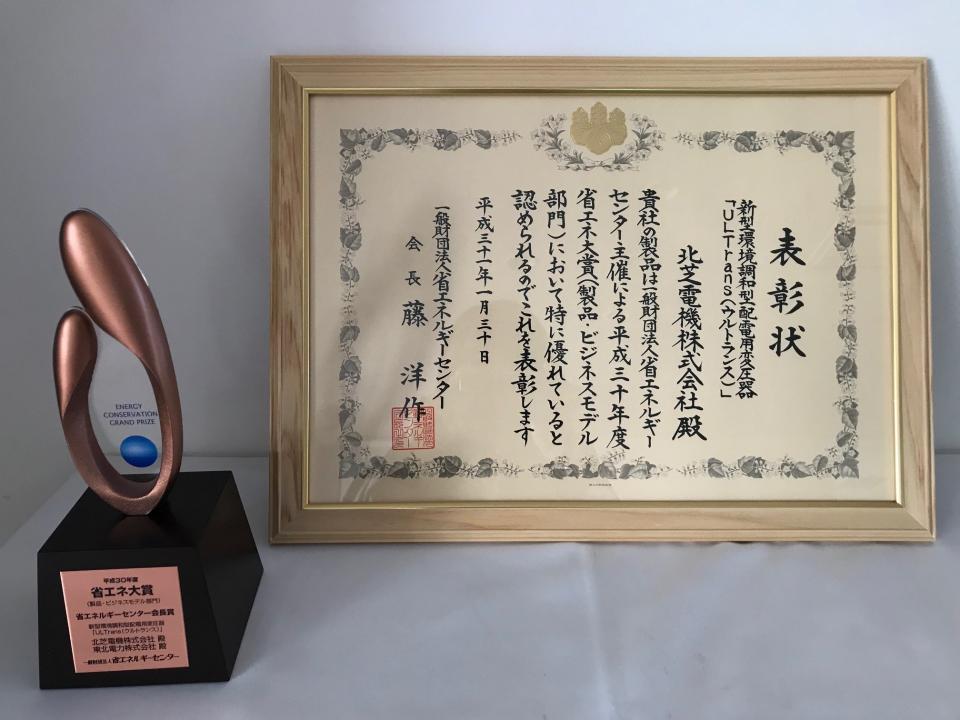 表彰状
新型環境調和型配電用変圧器
「ULTrans(ウルトランス)」
北芝電機株式会社殿
貴社の製品は一般財団法人省エネルギー
センター主催による平成三十年度
省エネ大賞(製品・ビジネスモデル
部門)において特に優れていると
認められるのでこれを表彰します
平成三十一年一月三十日
一般財団法人省エネルギーセンター
会長 藤 洋作
ENERGY
CONSERVATION
GRAND PRIZE
平成30年度
省エネ大賞
(製品・ビジネスモデル部門)
省エネルギーセンター会長賞
新型環境調和型配電用変圧器
「ULTrans(ウルトランス)」
北芝電機株式会社 殿
東北電力株式会社 殿
一般財団法人省エネルギーセンター